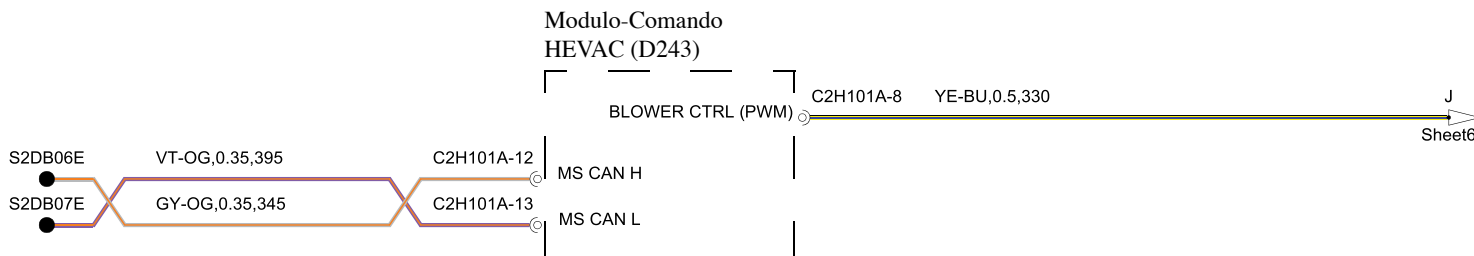 Modulo-Comando
HEVAC (D243)
BLOWER CTRL (PWM) C2H101A-8 YE-BU,0.5,330 J
Sheet6
S2DB06E VT-OG,0.35,395 C2H101A-12 MS CAN H
S2DB07E GY-OG,0.35,345 C2H101A-13 MS CAN L